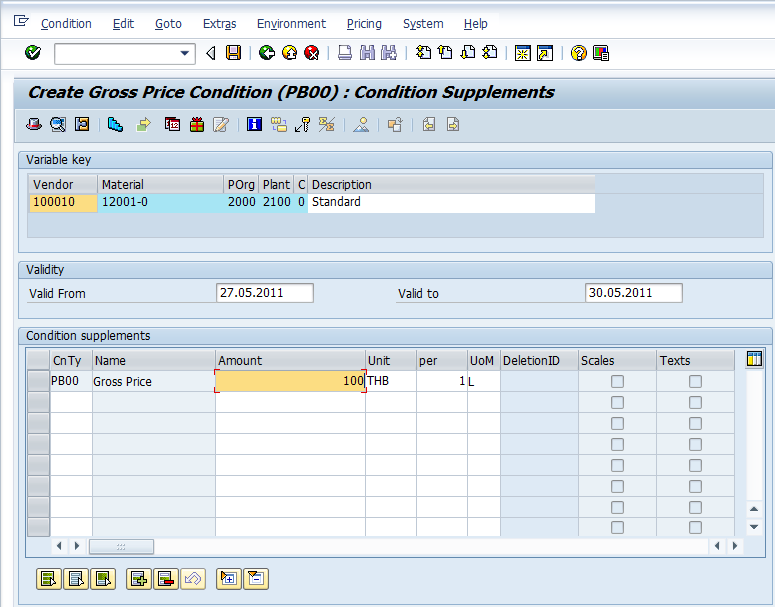 Condition Edit Goto Extras Environment Pricing System Help
Create Gross Price Condition (PB00) : Condition Supplements
Variable key
Vendor Material POrg Plant C Description
100010 12001-0 2000 2100 0 Standard
Validity
Valid From 27.05.2011 Valid to 30.05.2011
Condition supplements
CnTy Name Amount Unit per UoM DeletionID Scales Texts
PB00 Gross Price 100 THB 1 L